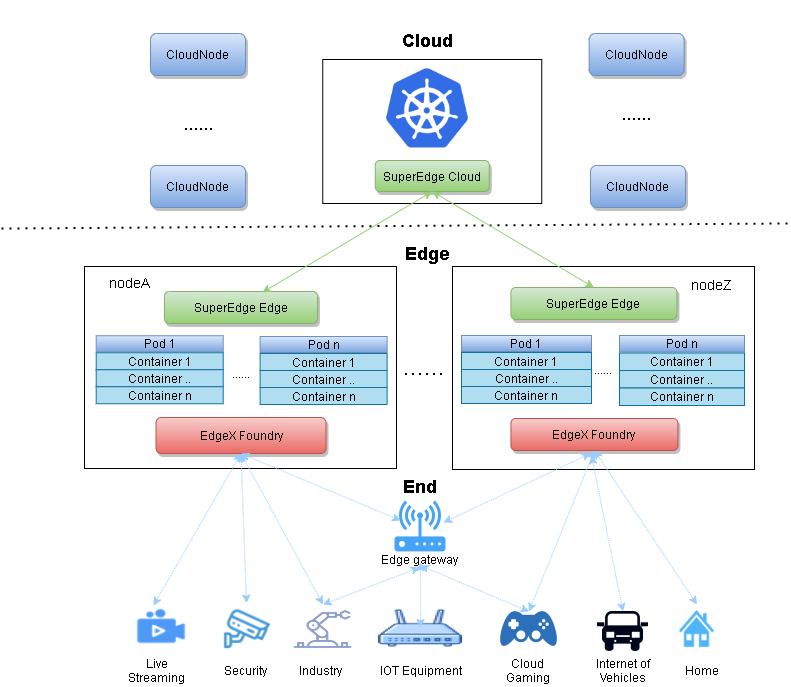 Cloud
CloudNode
CloudNode
......
......
SuperEdge Cloud
CloudNode
CloudNode
Edge
nodeA
nodeZ
SuperEdge Edge
SuperEdge Edge
Pod 1
Container 1
Container ..
Container n
......
Pod n
Container 1
Container ..
Container n
......
Pod 1
Container 1
Container ..
Container n
......
Pod n
Container 1
Container ..
Container n
EdgeX Foundry
EdgeX Foundry
End
Edge gateway
Live
Streaming
Security
Industry
IOT Equipment
Cloud
Gaming
Internet of
Vehicles
Home